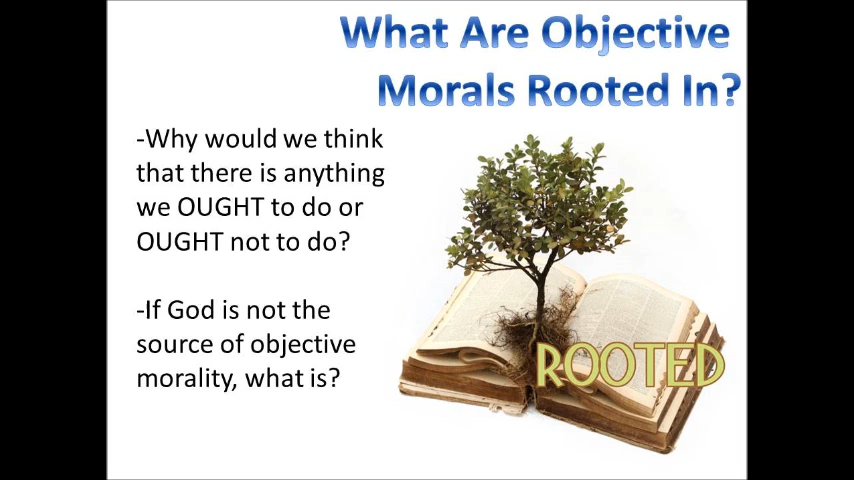 What Are Objective
Morals Rooted In?
-Why would we think
that there is anything
we OUGHT to do or
OUGHT not to do?
-If God is not the
source of objective
morality, what is?
ROOTED